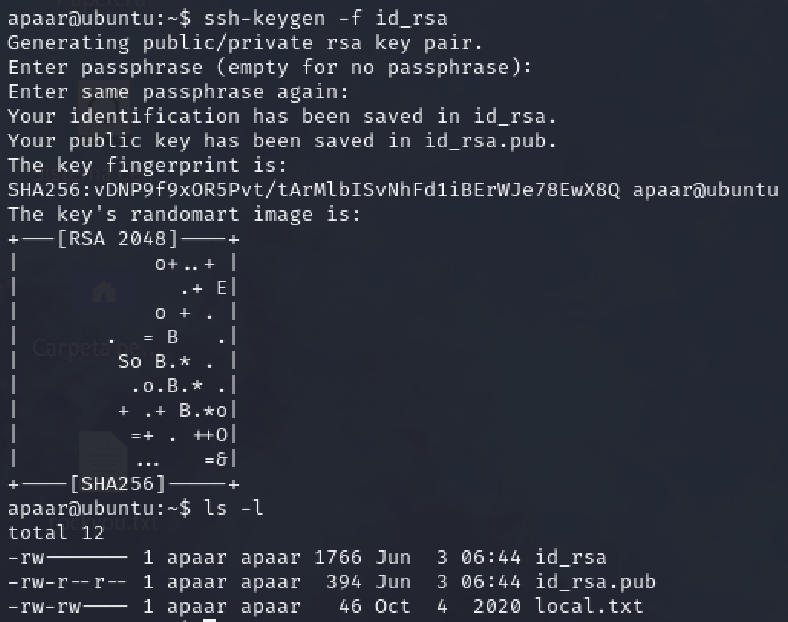 apaar@ubuntu:~$ ssh-keygen -f id_rsa
Generating public/private rsa key pair.
Enter passphrase (empty for no passphrase):
Enter same passphrase again:
Your identification has been saved in id_rsa.
Your public key has been saved in id_rsa.pub.
The key fingerprint is:
SHA256:vDNP9f9xOR5Pvt/tArMlbISvNhFd1iBErWJe78EwX8Q apaar@ubuntu
The key's randomart image is:
+---[RSA 2048]----+
|           o+..+ |
|             .+ E|
|           o + . |
|       .  = B   .|
|        So B.* . |
|         .o.B.* .|
|        + .+ B.*o|
|         =+ . ++O|
|         ...   =&|
+----[SHA256]-----+
apaar@ubuntu:~$ ls -l
total 12
-rw------- 1 apaar apaar 1766 Jun  3 06:44 id_rsa
-rw-r--r-- 1 apaar apaar  394 Jun  3 06:44 id_rsa.pub
-rw-rw---- 1 apaar apaar   46 Oct  4  2020 local.txt